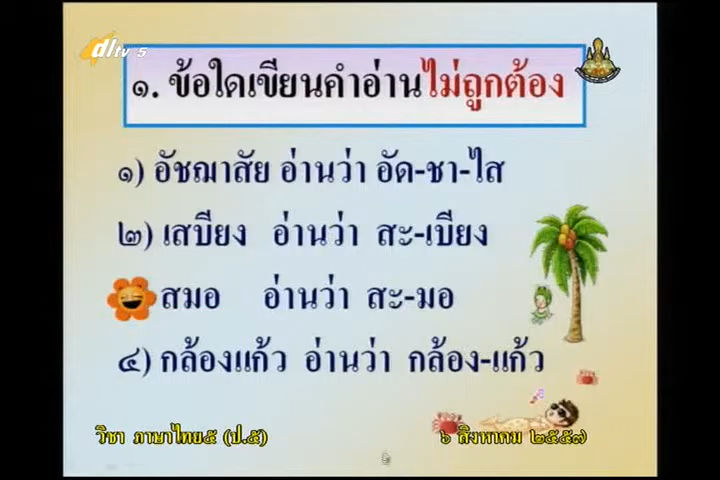 dltv 5
๑. ข้อใดเขียนคำอ่านไม่ถูกต้อง
๑) อัชฌาสัย อ่านว่า อัด-ชา-ไส
๒) เสบียง อ่านว่า สะ-เบียง
สมอ อ่านว่า สะ-มอ
๔) กล้องแก้ว อ่านว่า กล้อง-แก้ว
วิชา ภาษาไทย๕ (ป.๕)
๖ สิงหาคม ๒๕๕๗